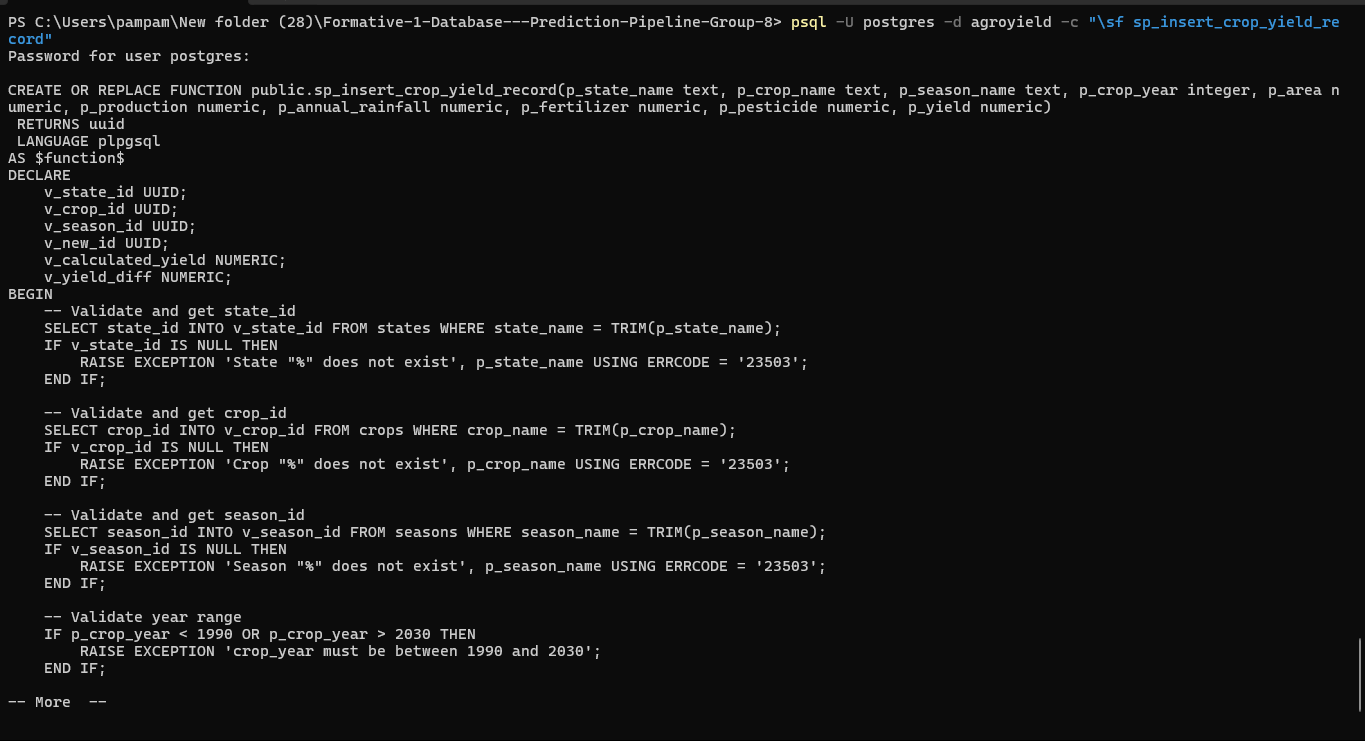 PS C:\Users\pampam\New folder (28)\Formative-1-Database---Prediction-Pipeline-Group-8> psql -U postgres -d agroyield -c "\sf sp_insert_crop_yield_re
cord"
Password for user postgres:

CREATE OR REPLACE FUNCTION public.sp_insert_crop_yield_record(p_state_name text, p_crop_name text, p_season_name text, p_crop_year integer, p_area n
umeric, p_production numeric, p_annual_rainfall numeric, p_fertilizer numeric, p_pesticide numeric, p_yield numeric)
 RETURNS uuid
 LANGUAGE plpgsql
AS $function$
DECLARE
    v_state_id UUID;
    v_crop_id UUID;
    v_season_id UUID;
    v_new_id UUID;
    v_calculated_yield NUMERIC;
    v_yield_diff NUMERIC;
BEGIN
    -- Validate and get state_id
    SELECT state_id INTO v_state_id FROM states WHERE state_name = TRIM(p_state_name);
    IF v_state_id IS NULL THEN
        RAISE EXCEPTION 'State "%" does not exist', p_state_name USING ERRCODE = '23503';
    END IF;

    -- Validate and get crop_id
    SELECT crop_id INTO v_crop_id FROM crops WHERE crop_name = TRIM(p_crop_name);
    IF v_crop_id IS NULL THEN
        RAISE EXCEPTION 'Crop "%" does not exist', p_crop_name USING ERRCODE = '23503';
    END IF;

    -- Validate and get season_id
    SELECT season_id INTO v_season_id FROM seasons WHERE season_name = TRIM(p_season_name);
    IF v_season_id IS NULL THEN
        RAISE EXCEPTION 'Season "%" does not exist', p_season_name USING ERRCODE = '23503';
    END IF;

    -- Validate year range
    IF p_crop_year < 1990 OR p_crop_year > 2030 THEN
        RAISE EXCEPTION 'crop_year must be between 1990 and 2030';
    END IF;

-- More  --